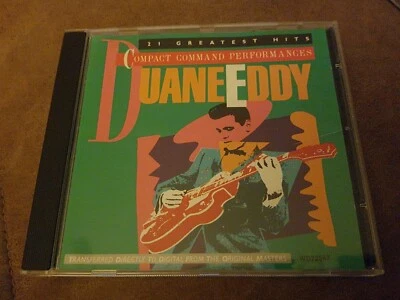 21 GREATEST HITS
COMPACT COMMAND PERFORMANCES
DUANE EDDY
TRANSFERRED DIRECTLY TO DIGITAL FROM THE ORIGINAL MASTERS